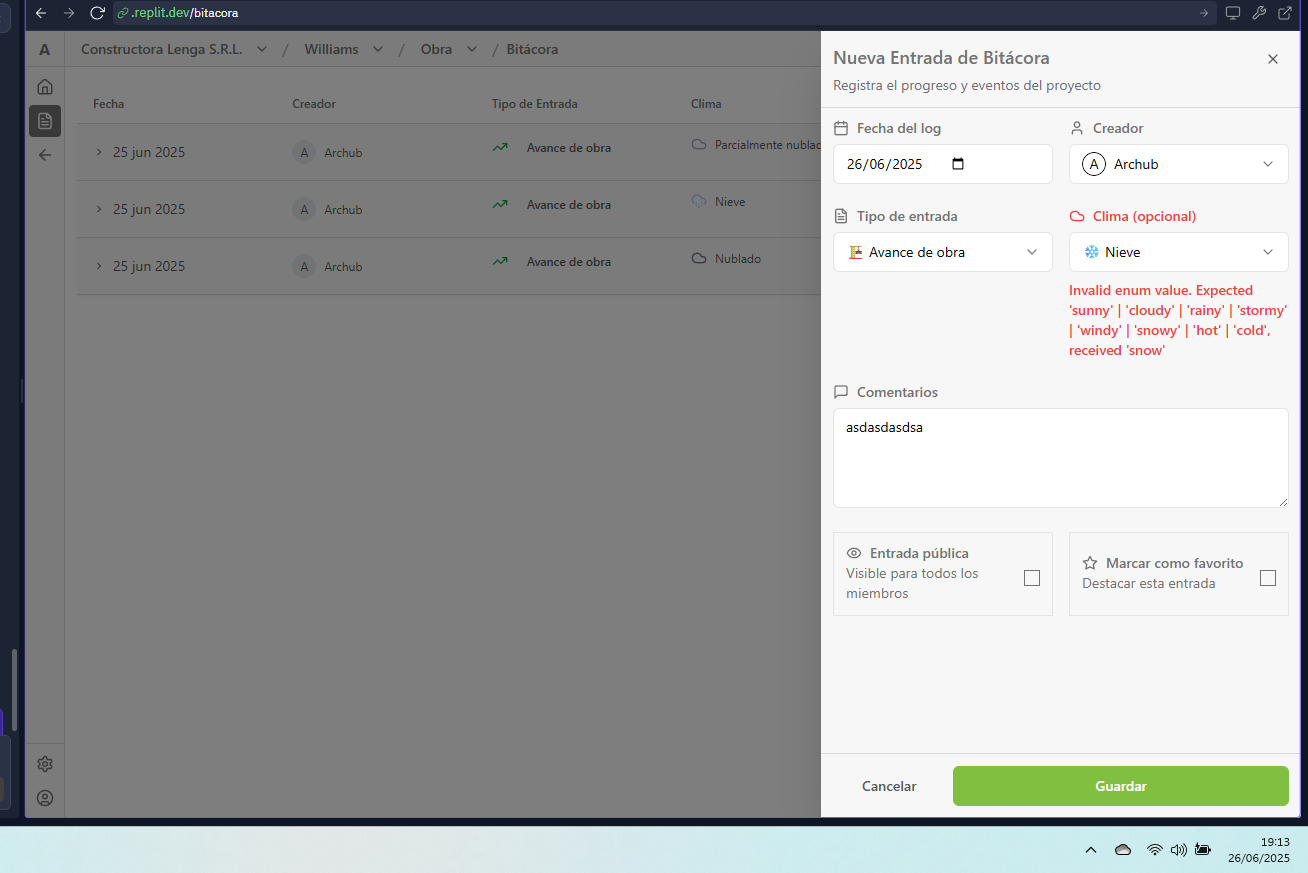 .replit.dev/bitacora
A
Constructora Lenga S.R.L. / Williams / Obra / Bitácora
Fecha Creador Tipo de Entrada Clima
25 jun 2025 A Archub Avance de obra Parcialmente nublad
25 jun 2025 A Archub Avance de obra Nieve
25 jun 2025 A Archub Avance de obra Nublado
Nueva Entrada de Bitácora
Registra el progreso y eventos del proyecto
Fecha del log
26/06/2025
Creador
A Archub
Tipo de entrada
Avance de obra
Clima (opcional)
Nieve
Invalid enum value. Expected
'sunny' | 'cloudy' | 'rainy' | 'stormy'
| 'windy' | 'snowy' | 'hot' | 'cold',
received 'snow'
Comentarios
asdasdasdsa
Entrada pública
Visible para todos los
miembros
Marcar como favorito
Destacar esta entrada
Cancelar
Guardar
19:13
26/06/2025